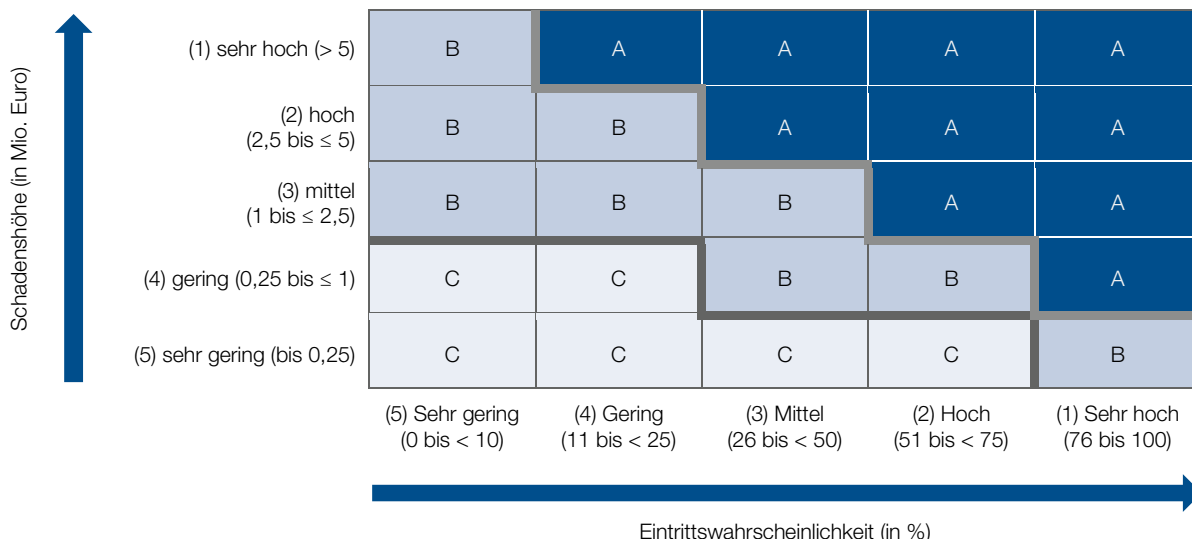 Schadenshöhe (in Mio. Euro)
(1) sehr hoch (> 5)
B A A A A
(2) hoch
(2,5 bis ≤ 5)
B B A A A
(3) mittel
(1 bis ≤ 2,5)
B B B A A
(4) gering (0,25 bis ≤ 1)
C C B B A
(5) sehr gering (bis 0,25)
C C C C B
(5) Sehr gering
(0 bis < 10)
(4) Gering
(11 bis < 25)
(3) Mittel
(26 bis < 50)
(2) Hoch
(51 bis < 75)
(1) Sehr hoch
(76 bis 100)
Eintrittswahrscheinlichkeit (in %)